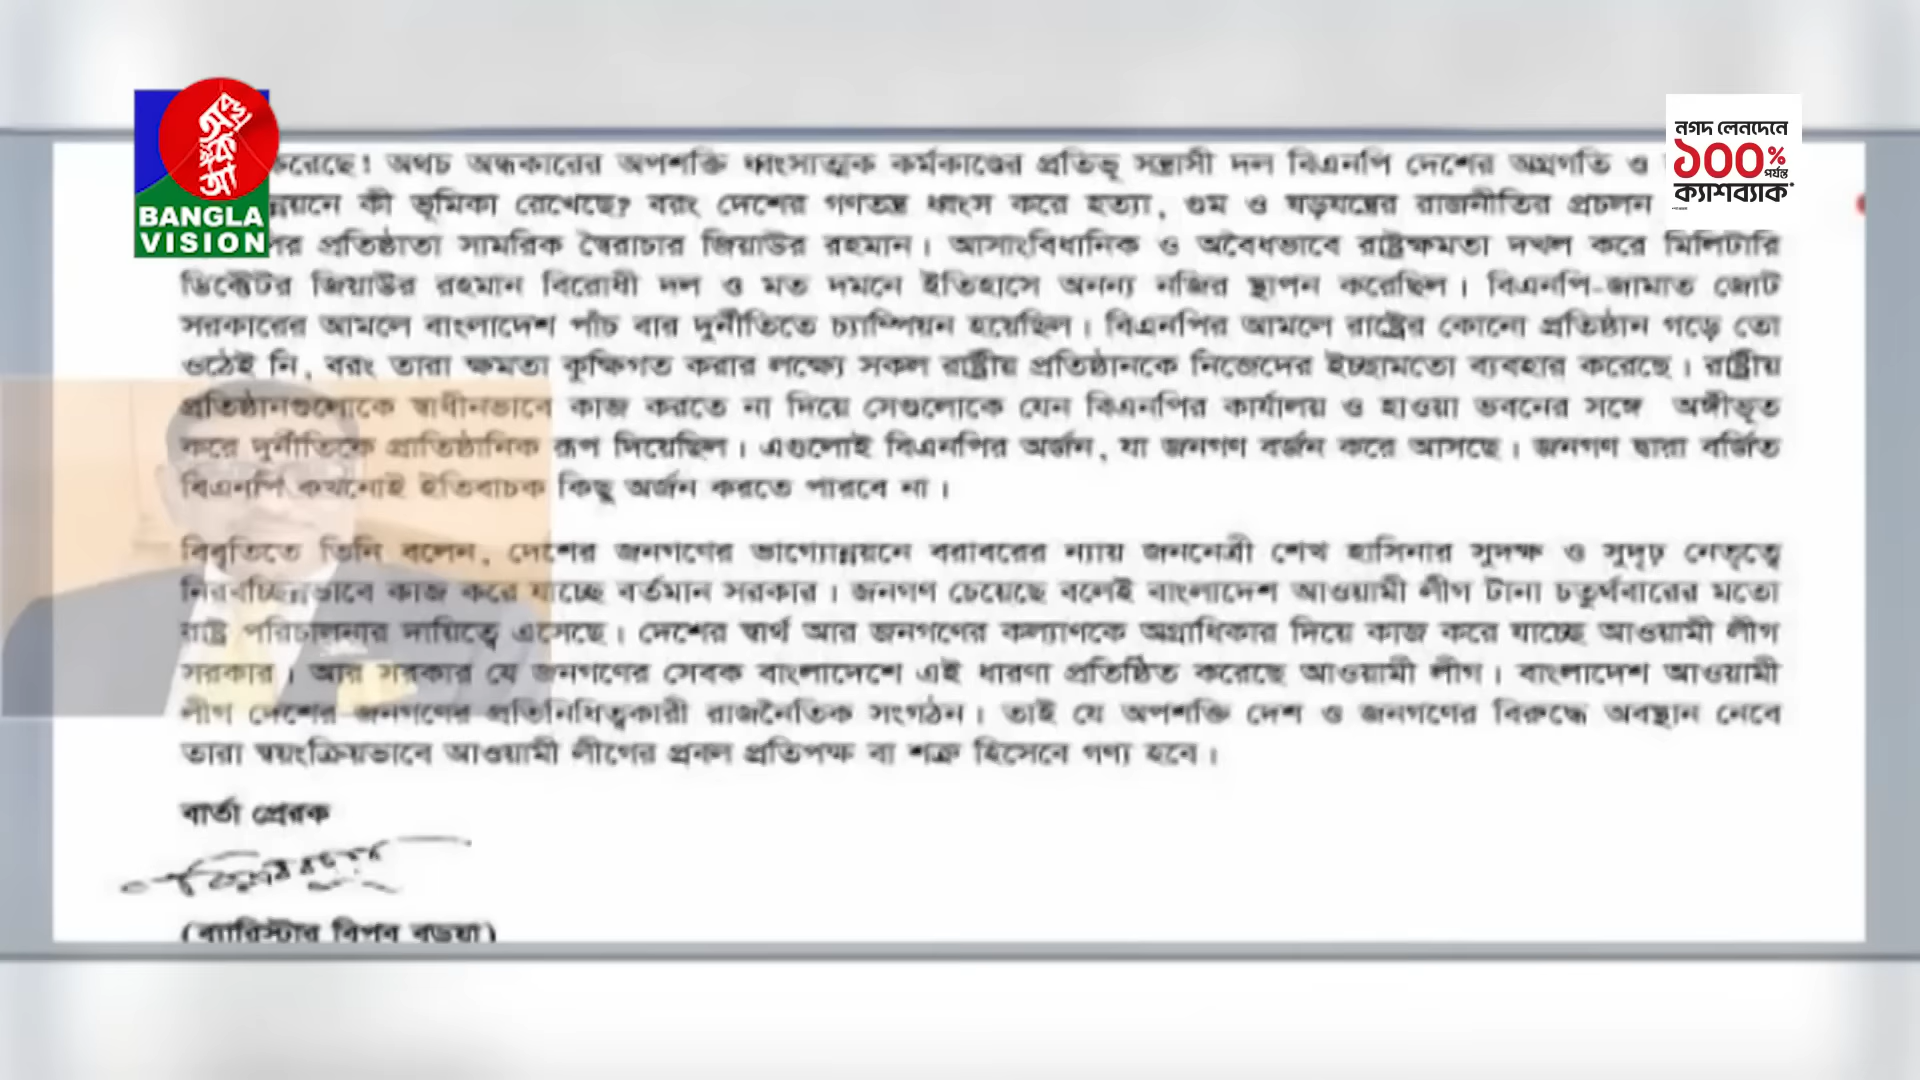 নগদ লেনদেনে
১০০%
পর্যন্ত
ক্যাশব্যাক*
BANGLA
VISION
করেছে! অথচ অন্ধকারের অপশক্তি ধ্বংসাত্মক কর্মকাণ্ডের প্রতিভূ সন্ত্রাসী দল বিএনপি দেশের অগ্রগতি ও
কী ভূমিকা রেখেছে? বরং দেশের গণতন্ত্র ধ্বংস করে হত্যা, গুম ও ষড়যন্ত্রের রাজনীতির প্রচলন
প্রতিষ্ঠাতা সামরিক স্বৈরাচার জিয়াউর রহমান। আসাংবিধানিক ও অবৈধভাবে রাষ্ট্রক্ষমতা দখল করে মিলিটারি
ডিক্টেটর জিয়াউর রহমান বিরোধী দল ও মত দমনে ইতিহাসে অনন্য নজির স্থাপন করেছিল। বিএনপি-জামাত জোট
সরকারের আমলে বাংলাদেশ পাঁচ বার দুর্নীতিতে চ্যাম্পিয়ন হয়েছিল। বিএনপির আমলে রাষ্ট্রের কোনো প্রতিষ্ঠান গড়ে তো
ওঠেই নি, বরং তারা ক্ষমতা কুক্ষিগত করার লক্ষ্যে সকল রাষ্ট্রীয় প্রতিষ্ঠানকে নিজেদের ইচ্ছামতো ব্যবহার করেছে। রাষ্ট্রীয়
প্রতিষ্ঠানগুলোকে স্বাধীনভাবে কাজ করতে না দিয়ে সেগুলোকে যেন বিএনপির কার্যালয় ও হাওয়া ভবনের সঙ্গে অঙ্গীভূত
করে দুর্নীতিকে প্রাতিষ্ঠানিক রূপ দিয়েছিল। এগুলোই বিএনপির অর্জন, যা জনগণ বর্জন করে আসছে। জনগণ দ্বারা বর্জিত
বিএনপি কখনোই ইতিবাচক কিছু অর্জন করতে পারবে না।
বিবৃতিতে তিনি বলেন, দেশের জনগণের ভাগ্যোন্নয়নে বরাবরের ন্যায় জননেত্রী শেখ হাসিনার সুদক্ষ ও সুদৃঢ় নেতৃত্বে
নিরবচ্ছিন্নভাবে কাজ করে যাচ্ছে বর্তমান সরকার। জনগণ চেয়েছে বলেই বাংলাদেশ আওয়ামী লীগ টানা চতুর্থবারের মতো
রাষ্ট্র পরিচালনার দায়িত্বে এসেছে। দেশের স্বার্থ আর জনগণের কল্যাণকে অগ্রাধিকার দিয়ে কাজ করে যাচ্ছে আওয়ামী লীগ
সরকার। আর সরকার যে জনগণের সেবক বাংলাদেশে এই ধারণা প্রতিষ্ঠিত করেছে আওয়ামী লীগ। বাংলাদেশ আওয়ামী
লীগ দেশের জনগণের প্রতিনিধিত্বকারী রাজনৈতিক সংগঠন। তাই যে অপশক্তি দেশ ও জনগণের বিরুদ্ধে অবস্থান নেবে
তারা স্বয়ংক্রিয়ভাবে আওয়ামী লীগের প্রবল প্রতিপক্ষ বা শত্রু হিসেবে গণ্য হবে।
বার্তা প্রেরক
(ব্যারিস্টার বিপ্লব বড়ুয়া)